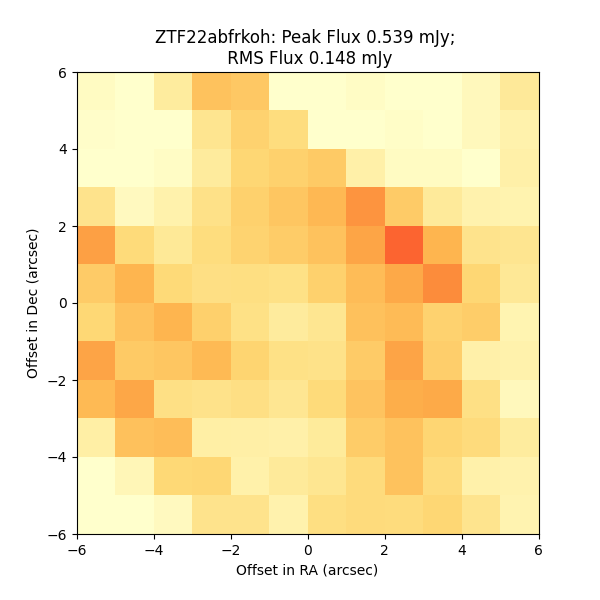 ZTF22abfrkoh: Peak Flux 0.539 mJy;
RMS Flux 0.148 mJy
6
4
2
0
−2
−4
−6
Offset in Dec (arcsec)
−6 −4 −2 0 2 4 6
Offset in RA (arcsec)